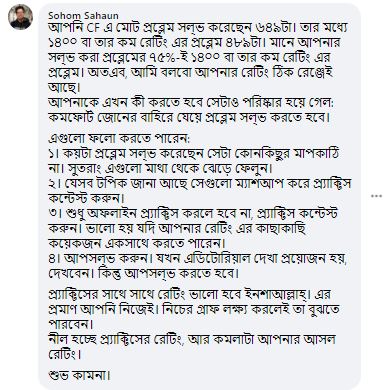 Sohom Sahaun
আপনি CF এ মোট প্রব্লেম সল্ভ করেছেন ৬৪৯টা। তার মধ্যে
১৪০০ বা তার কম রেটিং এর প্রব্লেম ৪৮৯টা। মানে আপনার
সল্ভ করা প্রব্লেমের ৭৫%-ই ১৪০০ বা তার কম রেটিং এর
প্রব্লেম। অতএব, আমি বলবো আপনার রেটিং ঠিক রেঞ্জেই
আছে।
আপনাকে এখন কী করতে হবে সেটাও পরিষ্কার হয়ে গেল:
কমফোর্ট জোনের বাহিরে যেয়ে প্রব্লেম সল্ভ করতে হবে।
এগুলো ফলো করতে পারেন:
১। কয়টা প্রব্লেম সল্ভ করেছেন সেটা কোনকিছুর মাপকাঠি
না। সুতরাং এগুলো মাথা থেকে ঝেড়ে ফেলুন।
২। যেসব টপিক জানা আছে সেগুলো ম্যাশআপ করে প্র্যাক্টিস
কন্টেস্ট করুন।
৩। শুধু অফলাইন প্র্যাক্টিস করলে হবে না, প্র্যাক্টিস কন্টেস্ট
করুন। ভালো হয় যদি আপনার রেটিং এর কাছাকাছি
কয়েকজন একসাথে করতে পারেন।
৪। আপসল্ভ করুন। যখন এডিটোরিয়াল দেখা প্রয়োজন হয়,
দেখবেন। কিন্তু আপসল্ভ করতে হবে।
প্র্যাক্টিসের সাথে সাথে রেটিং ভালো হবে ইনশাআল্লাহ্। এর
প্রমাণ আপনি নিজেই। নিচের গ্রাফ লক্ষ্য করলেই তা বুঝতে
পারবেন।
নীল হচ্ছে প্র্যাক্টিসের রেটিং, আর কমলাটা আপনার আসল
রেটিং।
শুভ কামনা।